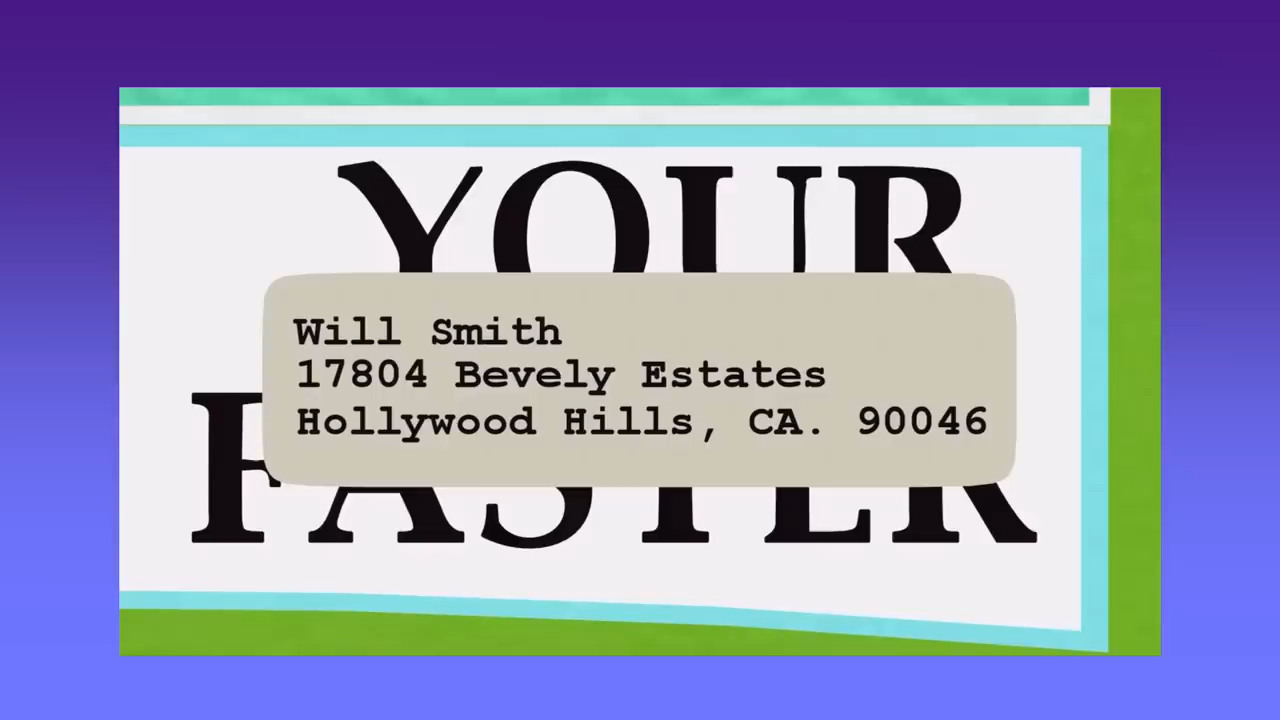 YOUR
Will Smith
17804 Bevely Estates
Hollywood Hills, CA. 90046
FASTER